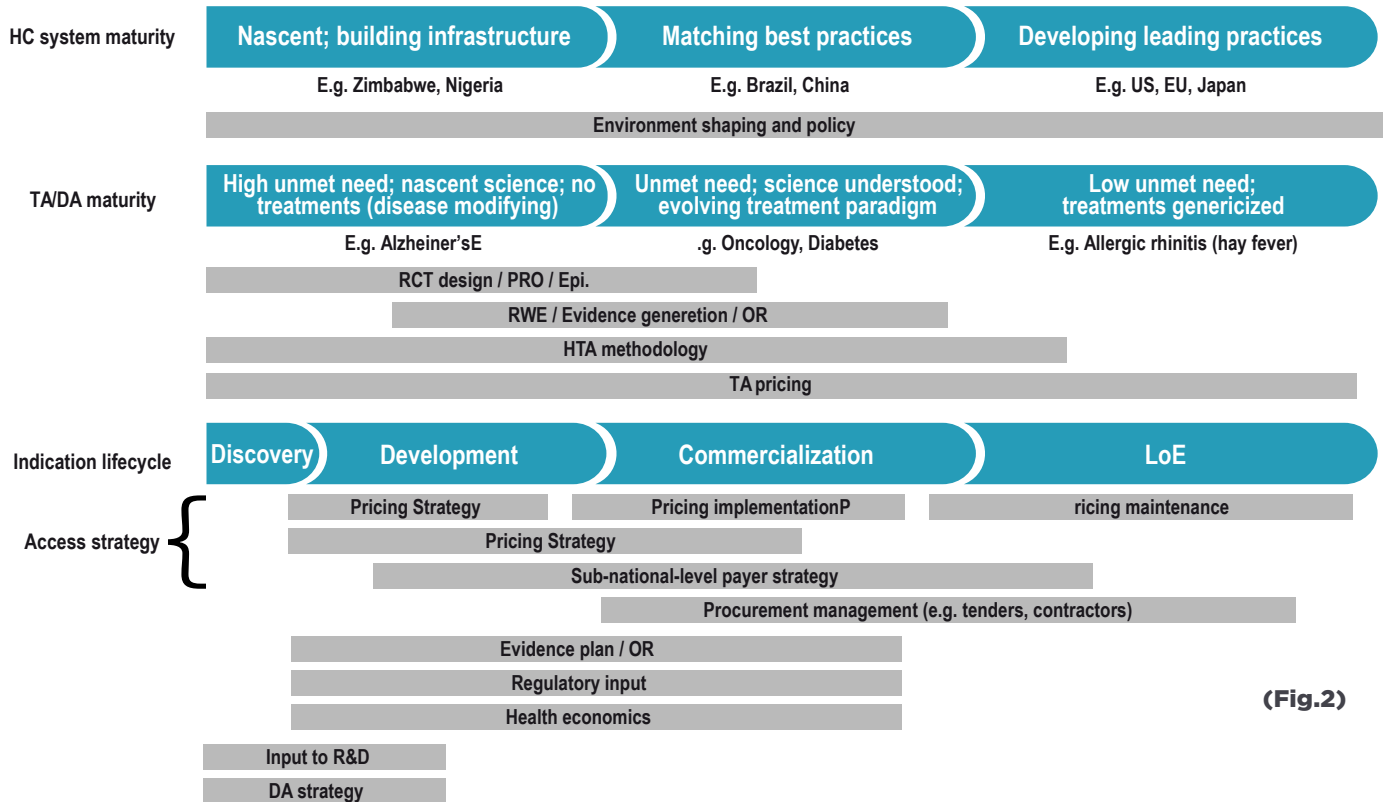 HC system maturity
Nascent; building infrastructure
Matching best practices
Developing leading practices
E.g. Zimbabwe, Nigeria
E.g. Brazil, China
E.g. US, EU, Japan
Environment shaping and policy
TA/DA maturity
High unmet need; nascent science; no
treatments (disease modifying)
Unmet need; science understood;
evolving treatment paradigm
Low unmet need;
treatments genericized
E.g. Alzheiner'sE
.g. Oncology, Diabetes
E.g. Allergic rhinitis (hay fever)
RCT design / PRO / Epi.
RWE / Evidence generetion / OR
HTA methodology
TA pricing
Indication lifecycle
Discovery
Development
Commercialization
LoE
Access strategy
Pricing Strategy
Pricing implementationP
ricing maintenance
Pricing Strategy
Sub-national-level payer strategy
Procurement management (e.g. tenders, contractors)
Evidence plan / OR
Regulatory input
Health economics
(Fig.2)
Input to R&D
DA strategy